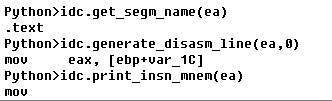 Python>idc.get_segm_name(ea)
.text
Python>idc.generate_disasm_line(ea,0)
mov     eax, [ebp+var_1C]
Python>idc.print_insn_mnem(ea)
mov